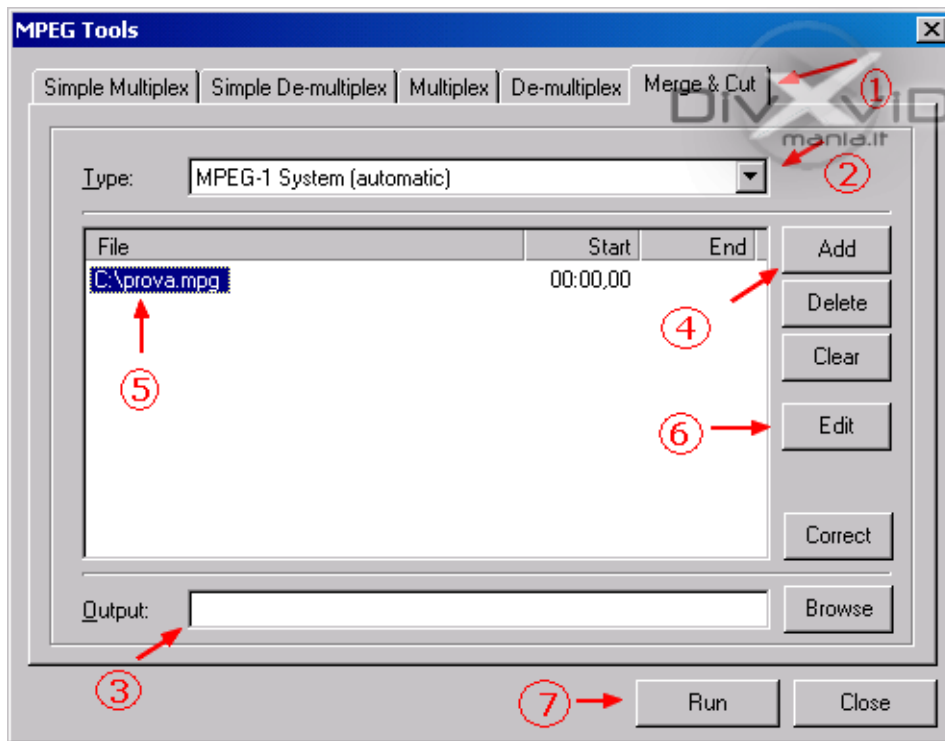 MPEG Tools
Simple Multiplex Simple De-multiplex Multiplex De-multiplex Merge & Cut 1
DivXviD
mania.it
Type: MPEG-1 System (automatic) 2
File Start End Add
C:\prova.mpg 00:00,00
4 Delete
Clear
5
6 Edit
Correct
Output: Browse
3
7 Run Close